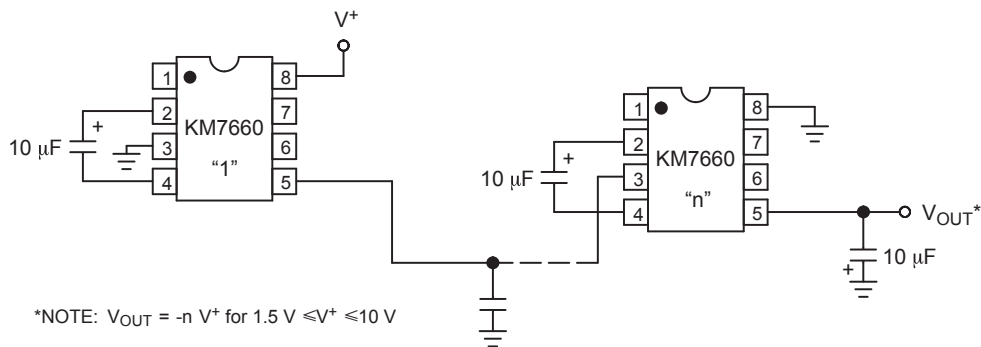 V+
1
8
2
7
KM7660
+
10 μF
3
6
"1"
4
5
1
8
2
7
KM7660
+
10 μF
3
6
"n"
4
5
VOUT*
10 μF
+
*NOTE: VOUT = -n V+ for 1.5 V ≤V+ ≤10 V